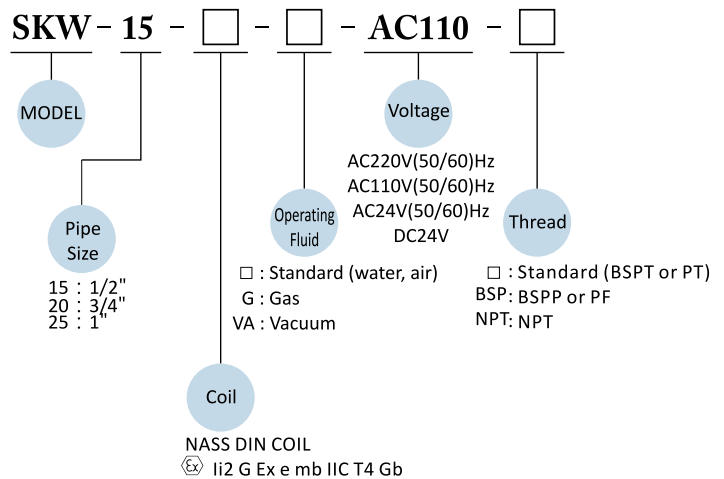 SKW - 15 - □ - □ - AC110 - □
MODEL
Pipe
Size
15 : 1/2"
20 : 3/4"
25 : 1"
Coil
NASS DIN COIL
Ex Ii2 G Ex e mb IIC T4 Gb
Operating
Fluid
□ : Standard (water, air)
G : Gas
VA : Vacuum
Voltage
AC220V(50/60)Hz
AC110V(50/60)Hz
AC24V(50/60)Hz
DC24V
Thread
□ : Standard (BSPT or PT)
BSP: BSPP or PF
NPT: NPT